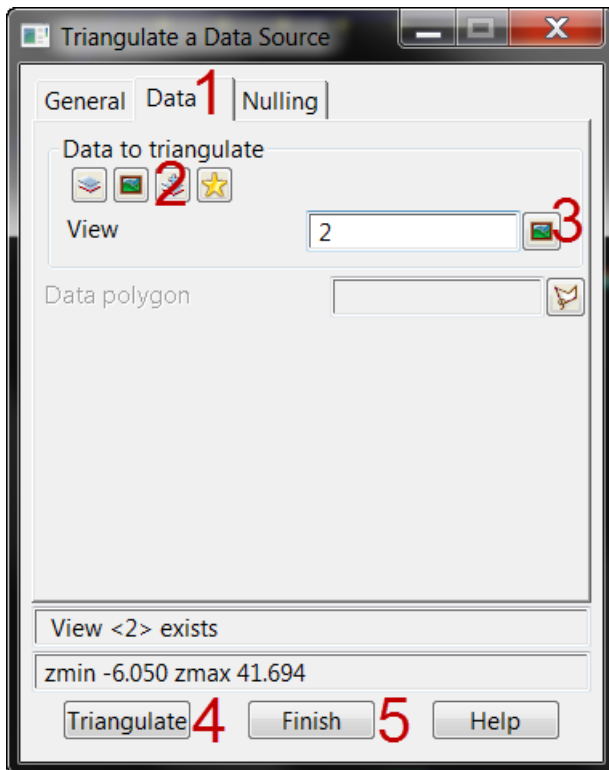 Triangulate a Data Source
General Data 1 Nulling
Data to triangulate
2
View 2 3
Data polygon
View <2> exists
zmin -6.050 zmax 41.694
Triangulate 4 Finish 5 Help